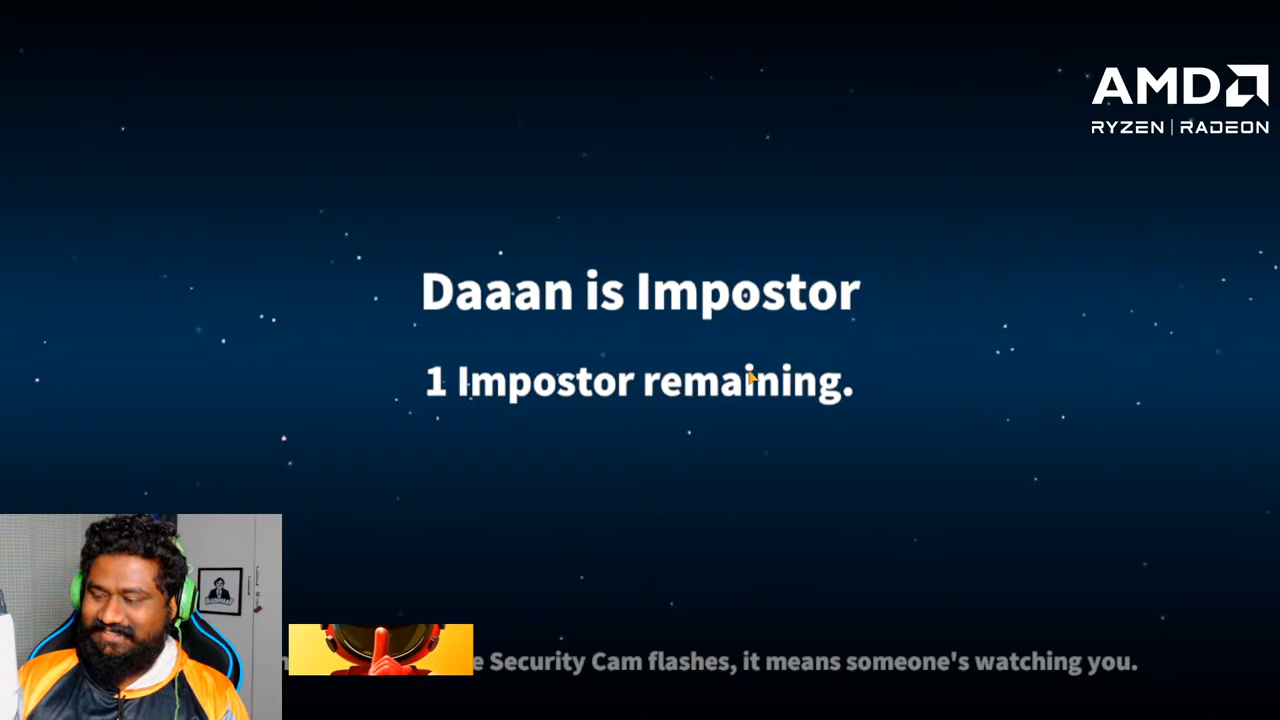 AMD
RYZEN | RADEON
Daaan is Impostor
1 Impostor remaining.
e Security Cam flashes, it means someone's watching you.